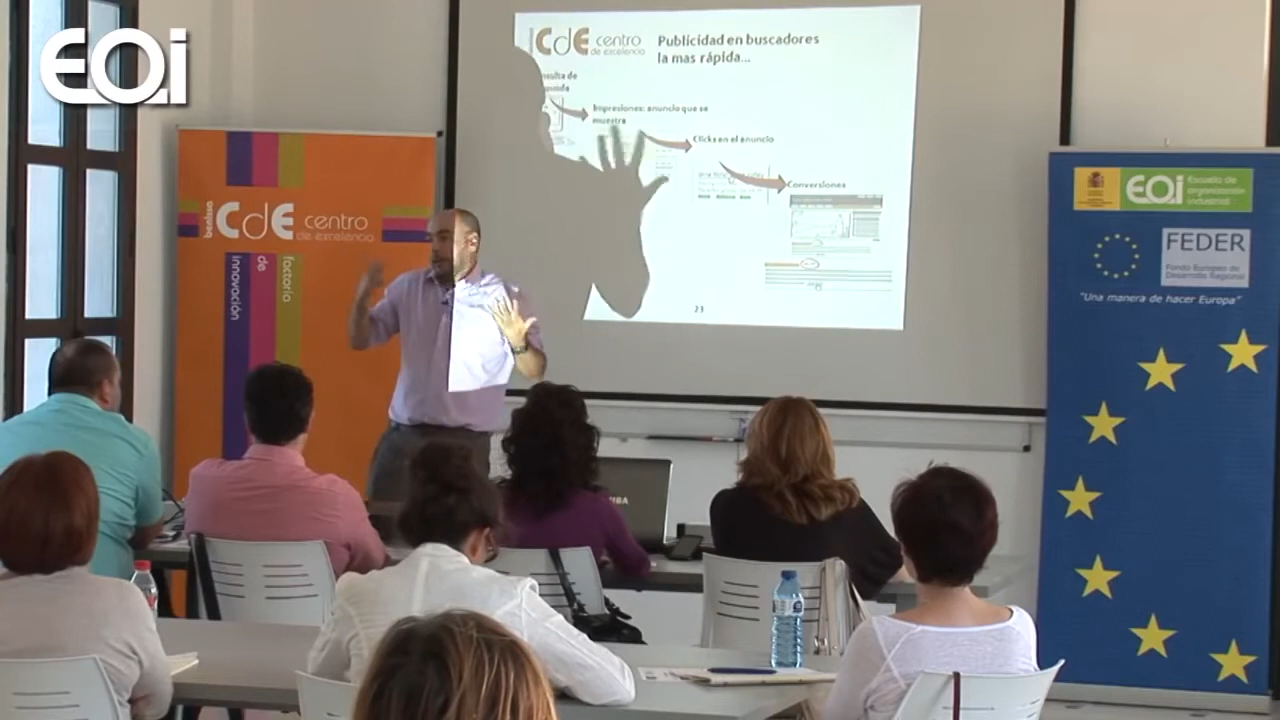 EOi
CdE centro
de excelencia
Publicidad en buscadores
la mas rápida...
Impresiones: anuncio que se
muestra
Clicks en el anuncio
Conversiones
23
benissa
CdE centro
de excelencia
factoría
de
innovación
EOi Escuela de
organización
industrial
FEDER
Fondo Europeo de
Desarrollo Regional
"Una manera de hacer Europa"